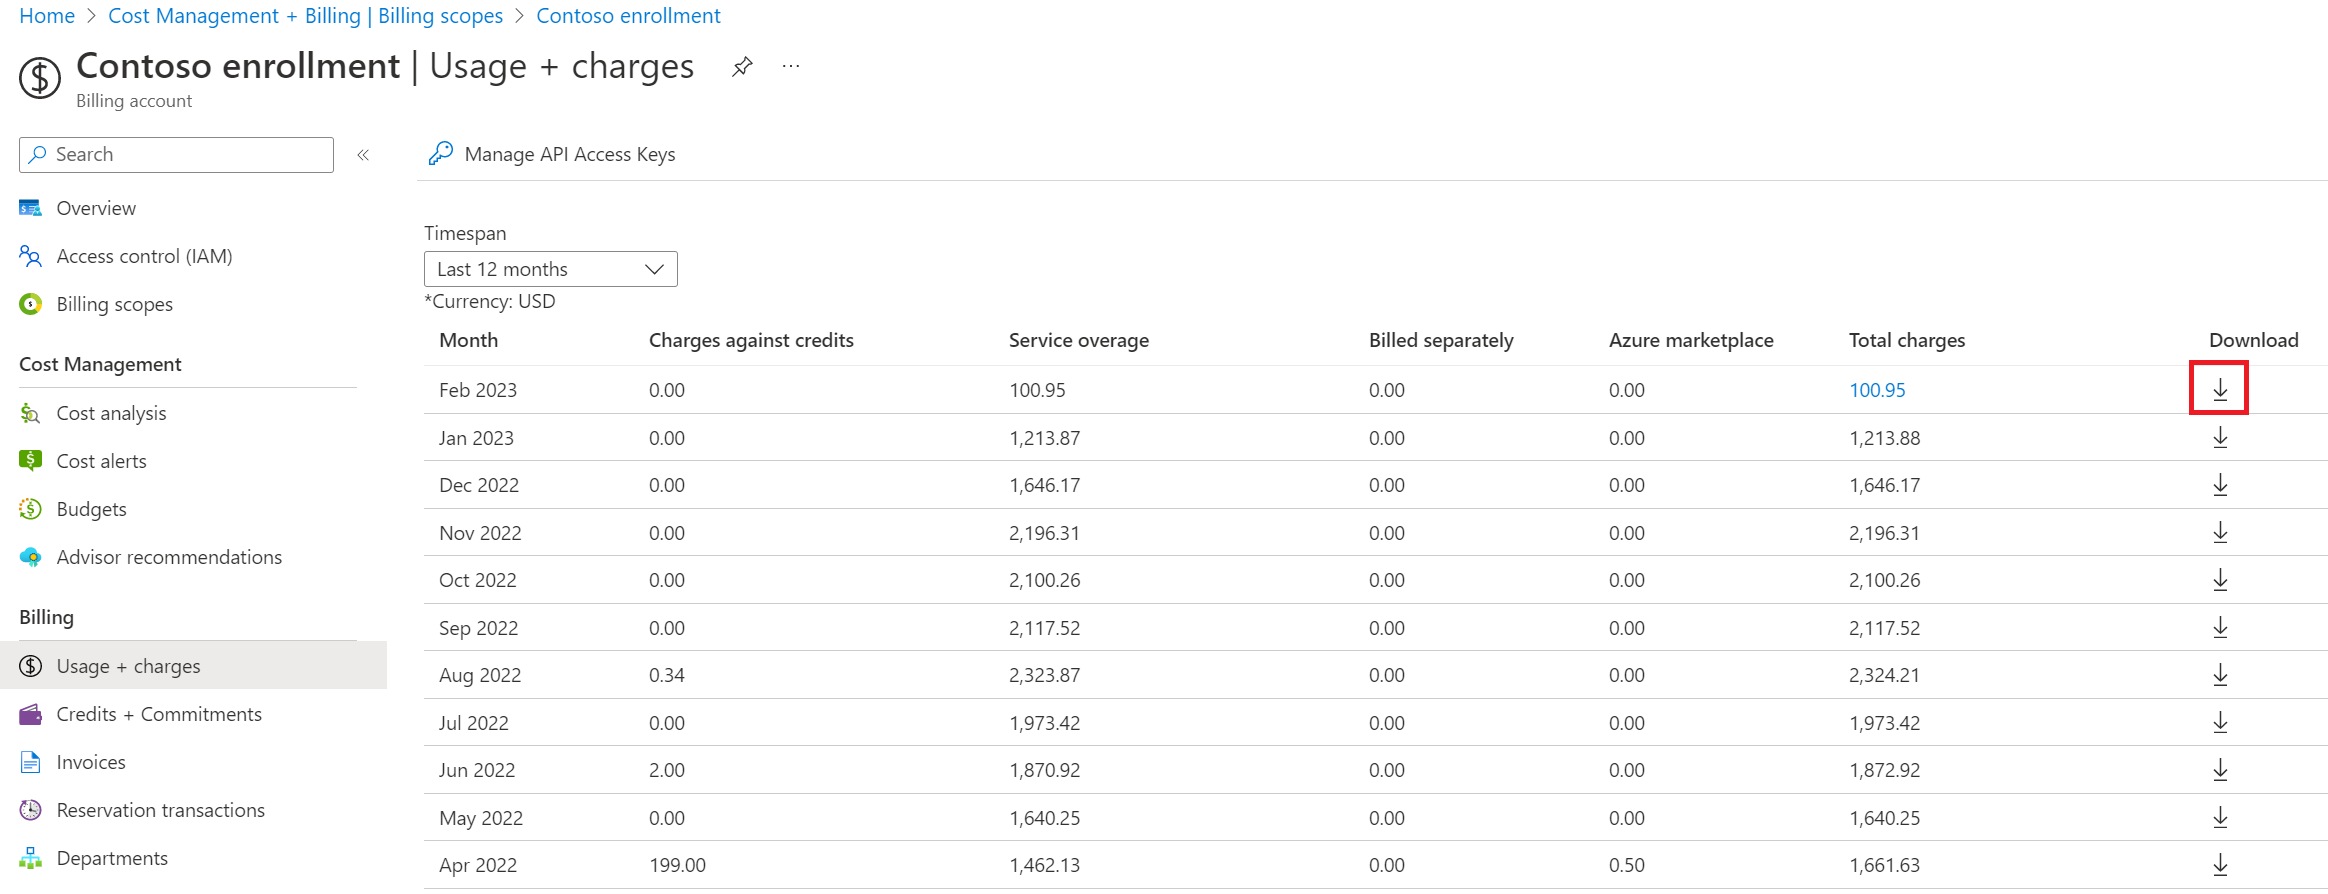 Home > Cost Management + Billing | Billing scopes > Contoso enrollment
Contoso enrollment | Usage + charges ...
Billing account
Search «
Overview
Access control (IAM)
Billing scopes
Cost Management
Cost analysis
Cost alerts
Budgets
Advisor recommendations
Billing
Usage + charges
Credits + Commitments
Invoices
Reservation transactions
Departments
Manage API Access Keys
Timespan
Last 12 months
*Currency: USD
Month Charges against credits Service overage Billed separately Azure marketplace Total charges Download
Feb 2023 0.00 100.95 0.00 0.00 100.95
Jan 2023 0.00 1,213.87 0.00 0.00 1,213.88
Dec 2022 0.00 1,646.17 0.00 0.00 1,646.17
Nov 2022 0.00 2,196.31 0.00 0.00 2,196.31
Oct 2022 0.00 2,100.26 0.00 0.00 2,100.26
Sep 2022 0.00 2,117.52 0.00 0.00 2,117.52
Aug 2022 0.34 2,323.87 0.00 0.00 2,324.21
Jul 2022 0.00 1,973.42 0.00 0.00 1,973.42
Jun 2022 2.00 1,870.92 0.00 0.00 1,872.92
May 2022 0.00 1,640.25 0.00 0.00 1,640.25
Apr 2022 199.00 1,462.13 0.00 0.50 1,661.63